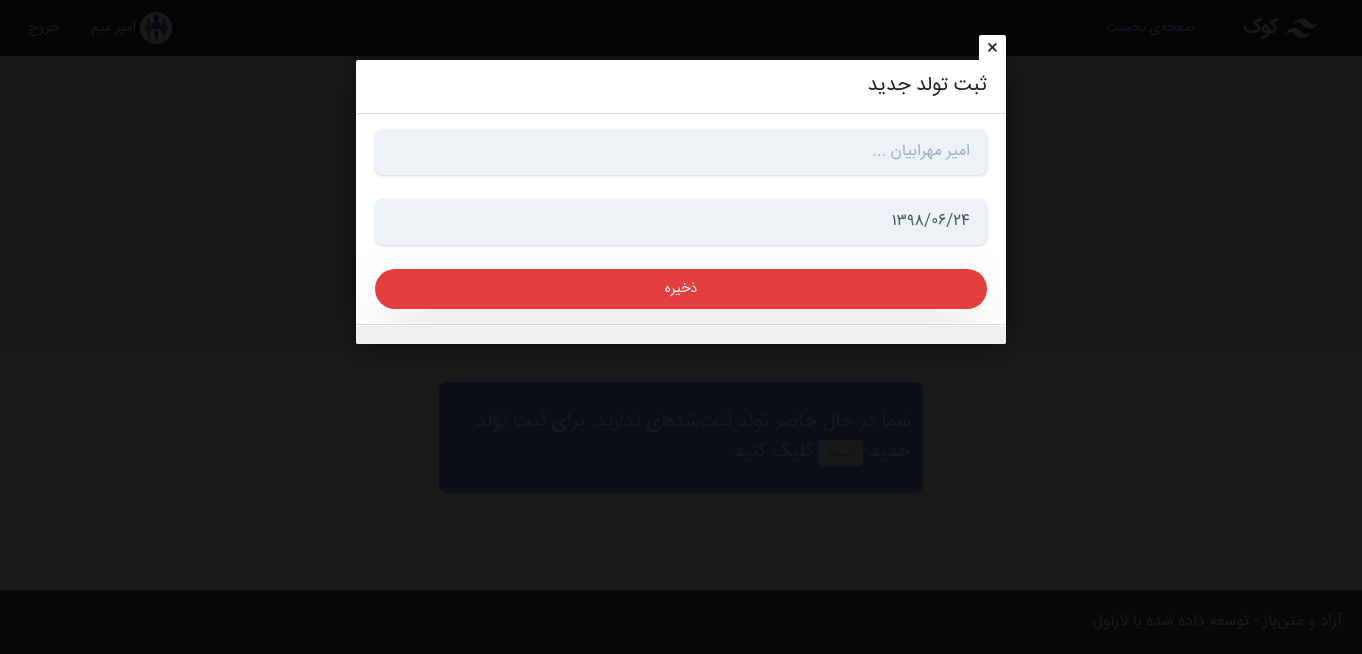 کوک
صفحه‌ی نخست
امیر میم
خروج
×
ثبت تولد جدید
امیر مهرابیان ...
۱۳۹۸/۰۶/۲۴
ذخیره
شما در حال حاضر تولد ثبت‌شده‌ای ندارید. برای ثبت تولد
جدید اینجا کلیک کنید.
آزاد و متن‌باز - توسعه داده شده با لاراول